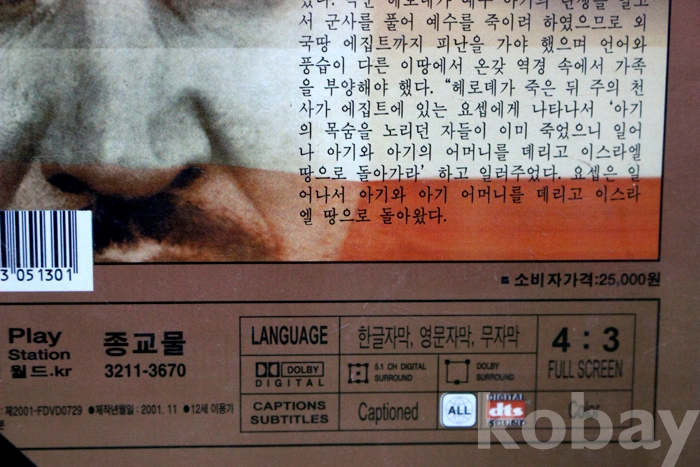 서 군사를 풀어 예수를 죽이려 하였으므로 외
국땅 에집트까지 피난을 가야 했으며 언어와
풍습이 다른 이땅에서 온갖 역경 속에서 가족
을 부양해야 했다. “헤로데가 죽은 뒤 주의 천
사가 에집트에 있는 요셉에게 나타나서 ‘아기
의 목숨을 노리던 자들이 이미 죽었으니 일어
나 아기와 아기의 어머니를 데리고 이스라엘
땅으로 돌아가라’ 하고 일러주었다. 요셉은 일
어나서 아기와 아기 어머니를 데리고 이스라
엘 땅으로 돌아왔다.
3 051301
■ 소비자가격:25,000원
Play
Station
월드.kr
종교물
3211-3670
: 제2001-FDVD0729 ●제작년월일 : 2001. 11 ●12세 이용가
분
LANGUAGE 한글자막, 영문자막, 무자막
DOLBY DIGITAL
5.1 CH DIGITAL SURROUND
DOLBY SURROUND
4 : 3
FULL SCREEN
CAPTIONS
SUBTITLES
Captioned
ALL
DIGITAL
dts
SOUND
Color
kobay